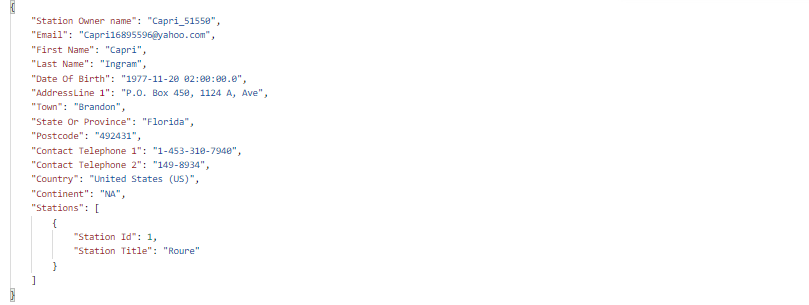 {
"Station Owner name": "Capri_51550",
"Email": "Capri16895596@yahoo.com",
"First Name": "Capri",
"Last Name": "Ingram",
"Date Of Birth": "1977-11-20 02:00:00.0",
"AddressLine 1": "P.O. Box 450, 1124 A, Ave",
"Town": "Brandon",
"State Or Province": "Florida",
"Postcode": "492431",
"Contact Telephone 1": "1-453-310-7940",
"Contact Telephone 2": "149-8934",
"Country": "United States (US)",
"Continent": "NA",
"Stations": [
{
"Station Id": 1,
"Station Title": "Roure"
}
]
}